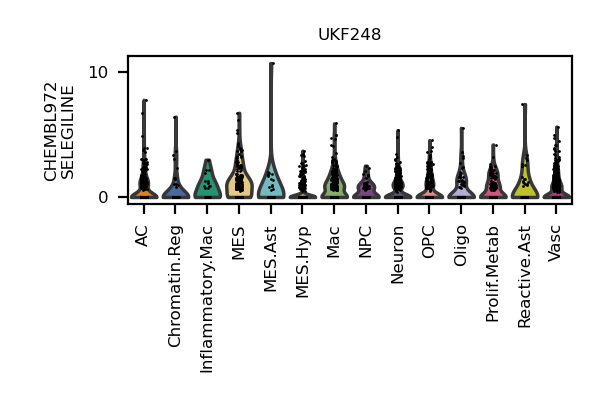 UKF248
CHEMBL972
SELEGILINE
10
0
AC
Chromatin.Reg
Inflammatory.Mac
MES
MES.Ast
MES.Hyp
Mac
NPC
Neuron
OPC
Oligo
Prolif.Metab
Reactive.Ast
Vasc